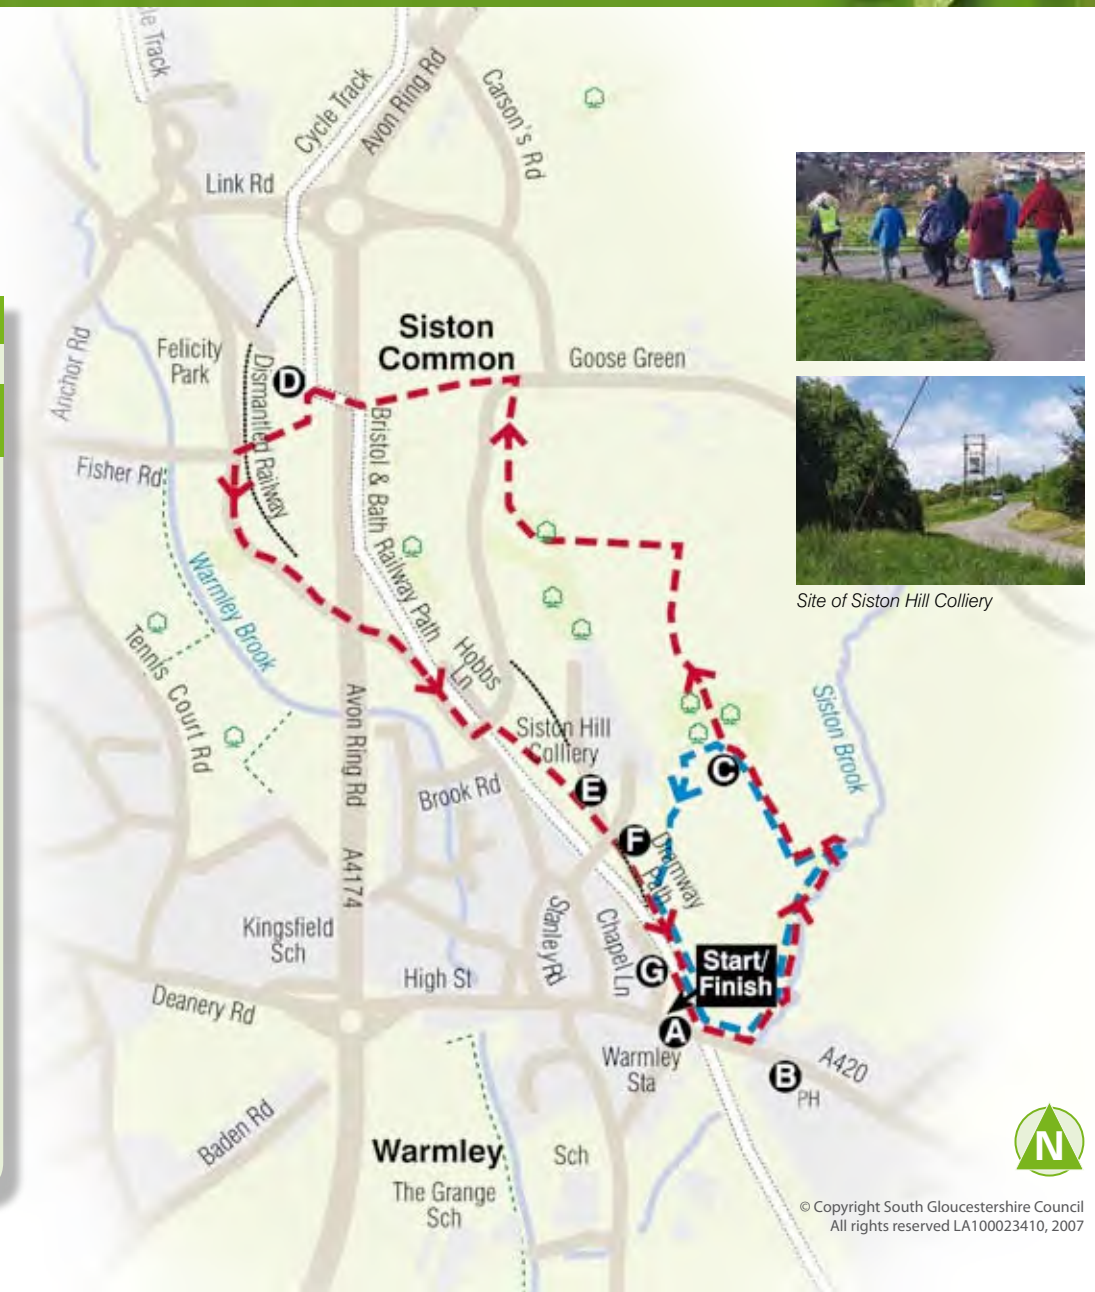 le Track
Cycle Track
Avon Ring Rd
Carson's Rd
Link Rd
Anchor Rd
Felicity
Park
Siston
Common
Goose Green
D
Dismantled Railway
Bristol & Bath Railway Path
Fisher Rd
Warmley Brook
Site of Siston Hill Colliery
Tennis Court Rd
Hobbs
Ln
Avon Ring Rd
A4174
Siston Hill
Colliery
Siston Brook
C
Brook Rd
E
F
Dramway
Path
Kingsfield
Sch
Stanley Rd
Chapel Ln
G
Start/
Finish
High St
Deanery Rd
A
Warmley
Sta
B
PH
A420
Baden Rd
Warmley
The Grange
Sch
Sch
N
© Copyright South Gloucestershire Council
All rights reserved LA100023410, 2007